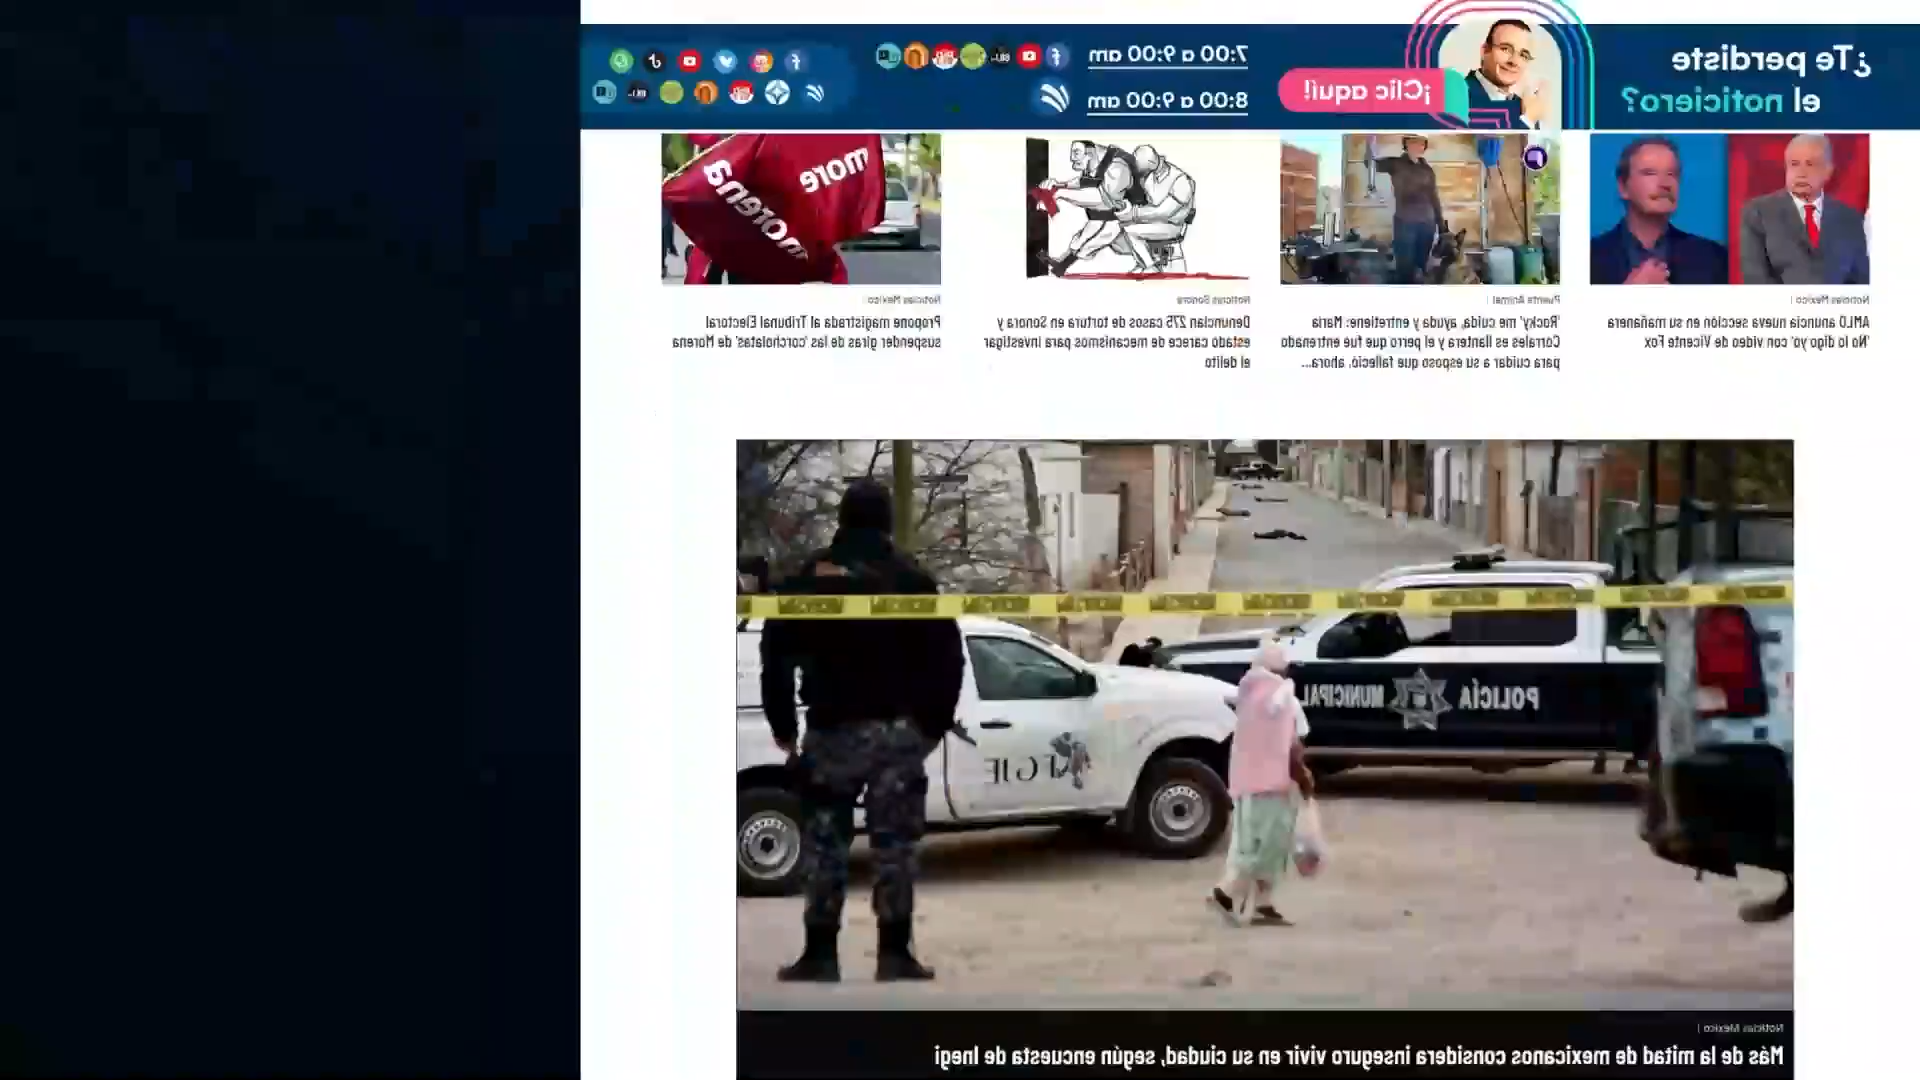 ¿Te perdiste
el noticiero?
¡Clic aquí!
7:00 a 9:00 am
8:00 a 9:00 am
Noticias México |
AMLO anuncia nueva sección en su mañanera
'No lo digo yo' con video de Vicente Fox
Puente Animal |
'Rocky' me cuida, ayuda y entretiene: María
Corrales es llantera y el perro que fue entrenado
para cuidar a su esposo que falleció, ahora...
Noticias Sonora
Denuncian 275 casos de tortura en Sonora y
estado carece de mecanismos para investigar
el delito
more
morena
morena
Noticias México |
Propone magistrada al Tribunal Electoral
suspender giras de las 'corcholatas' de Morena
POLICÍA MUNICIPAL
FGJE
Noticias México |
Más de la mitad de mexicanos considera inseguro vivir en su ciudad, según encuesta de Inegi